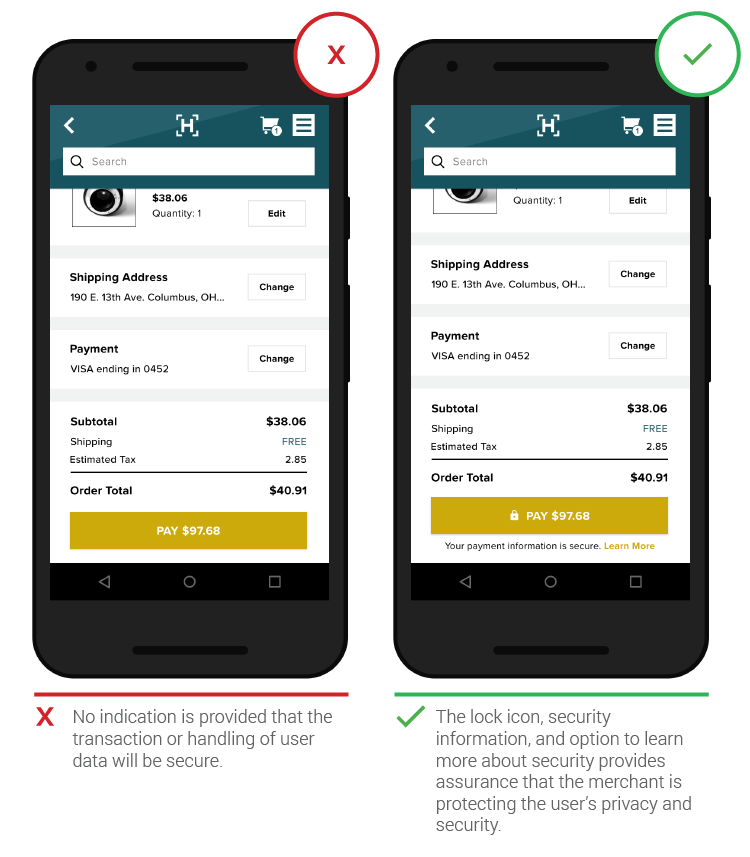 X
H
1
Search
$38.06
Quantity: 1
Edit
Shipping Address
190 E. 13th Ave. Columbus, OH...
Change
Payment
VISA ending in 0452
Change
Subtotal $38.06
Shipping FREE
Estimated Tax 2.85
Order Total $40.91
PAY $97.68
X No indication is provided that the
transaction or handling of user
data will be secure.
H
1
Search
Quantity: 1
Edit
Shipping Address
190 E. 13th Ave. Columbus, OH...
Change
Payment
VISA ending in 0452
Change
Subtotal $38.06
Shipping FREE
Estimated Tax 2.85
Order Total $40.91
PAY $97.68
Your payment information is secure. Learn More
The lock icon, security
information, and option to learn
more about security provides
assurance that the merchant is
protecting the user’s privacy and
security.